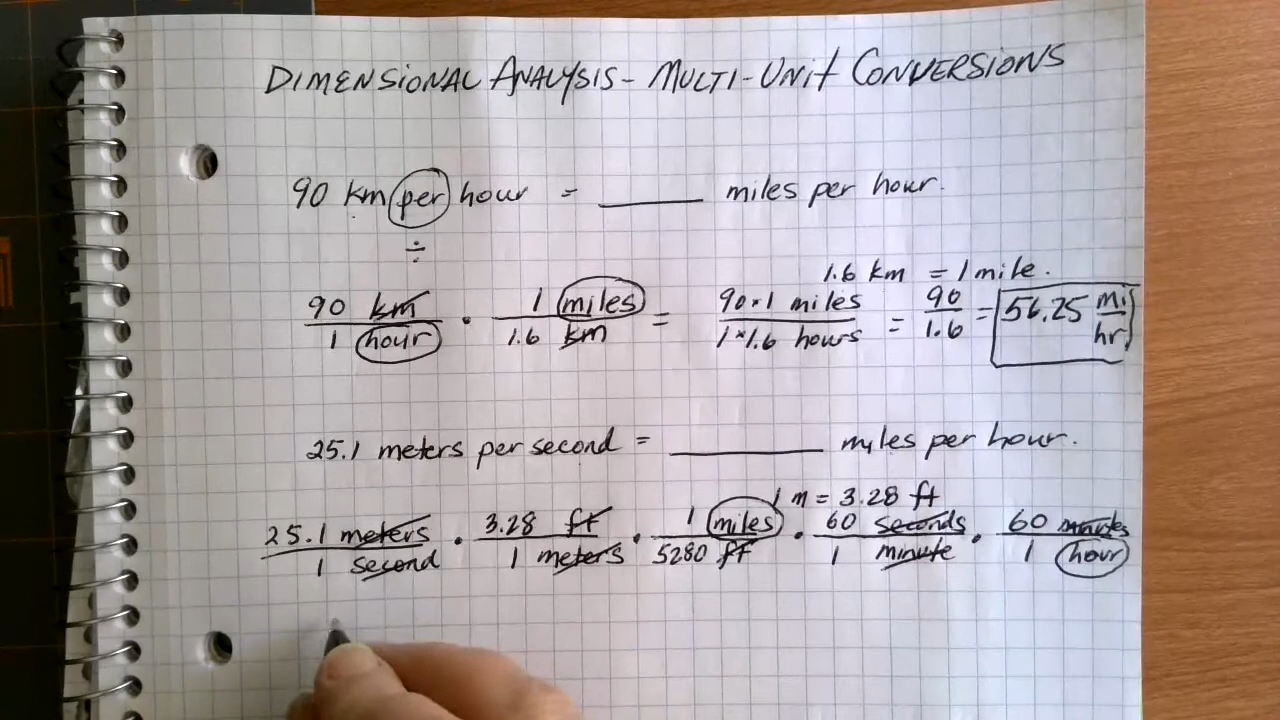 DIMENSIONAL ANALYSIS - MULTI-UNIT CONVERSIONS
90 km per hour = ______ miles per hour.
÷
1.6 km = 1 mile.
90 km / 1 hour · 1 miles / 1.6 km = 90 · 1 miles / 1 · 1.6 hours = 90 / 1.6 = 56.25 mi / hr
25.1 meters per second = ______ miles per hour.
1 m = 3.28 ft
25.1 meters / 1 second · 3.28 ft / 1 meters · 1 miles / 5280 ft · 60 seconds / 1 minute · 60 minutes / 1 hour